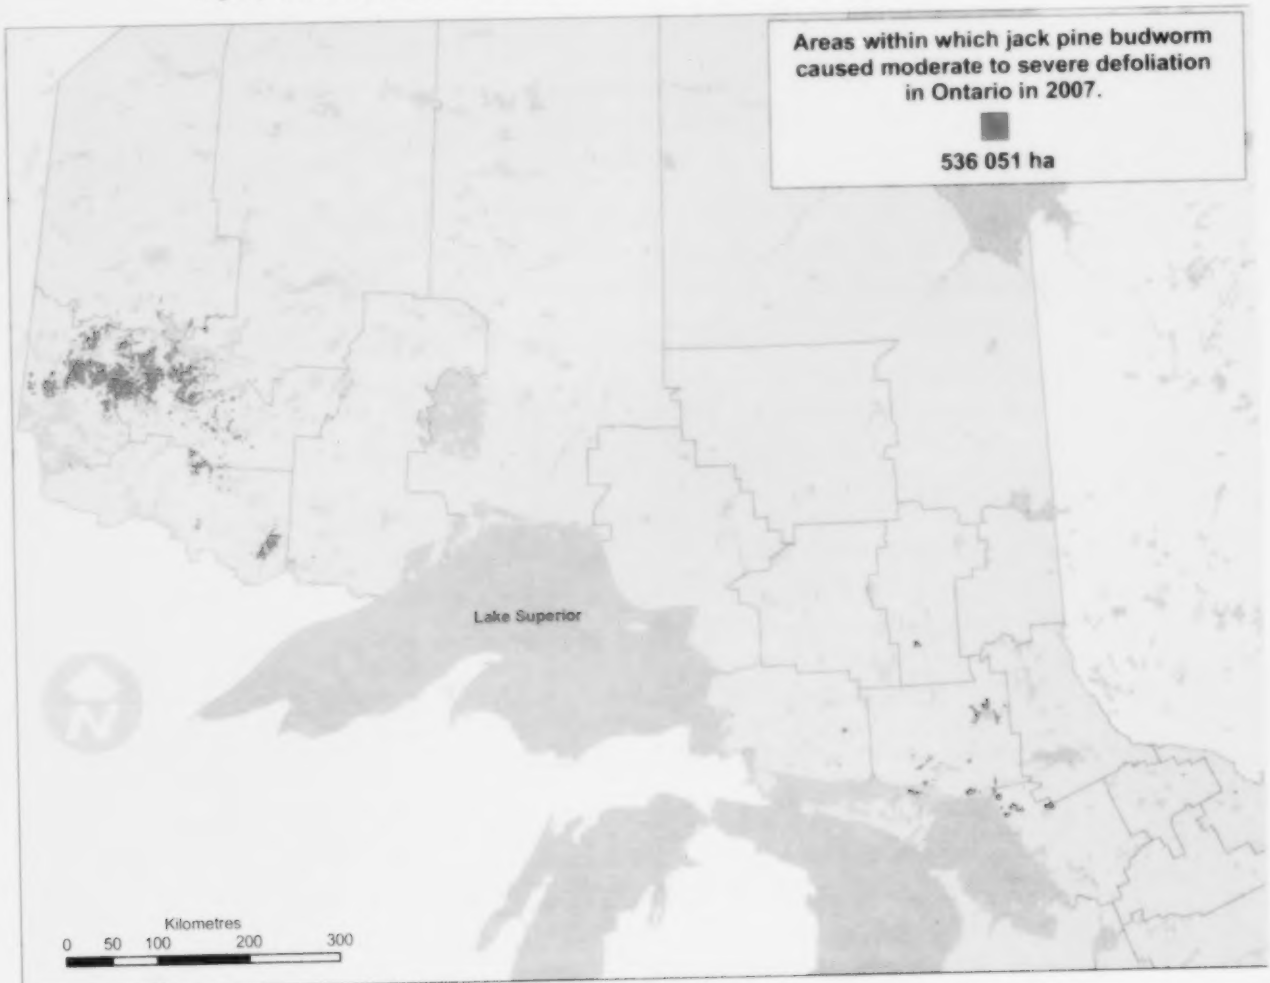 Areas within which jack pine budworm
caused moderate to severe defoliation
in Ontario in 2007.
536 051 ha
Lake Superior
N
Kilometres
0 50 100 200 300